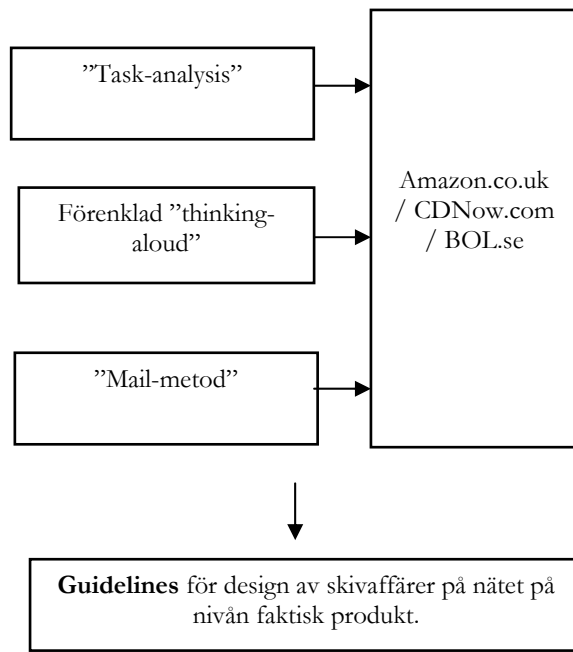 ”Task-analysis”
Förenklad ”thinking-
aloud”
”Mail-metod”
Amazon.co.uk
/ CDNow.com
/ BOL.se
Guidelines för design av skivaffärer på nätet på
nivån faktisk produkt.